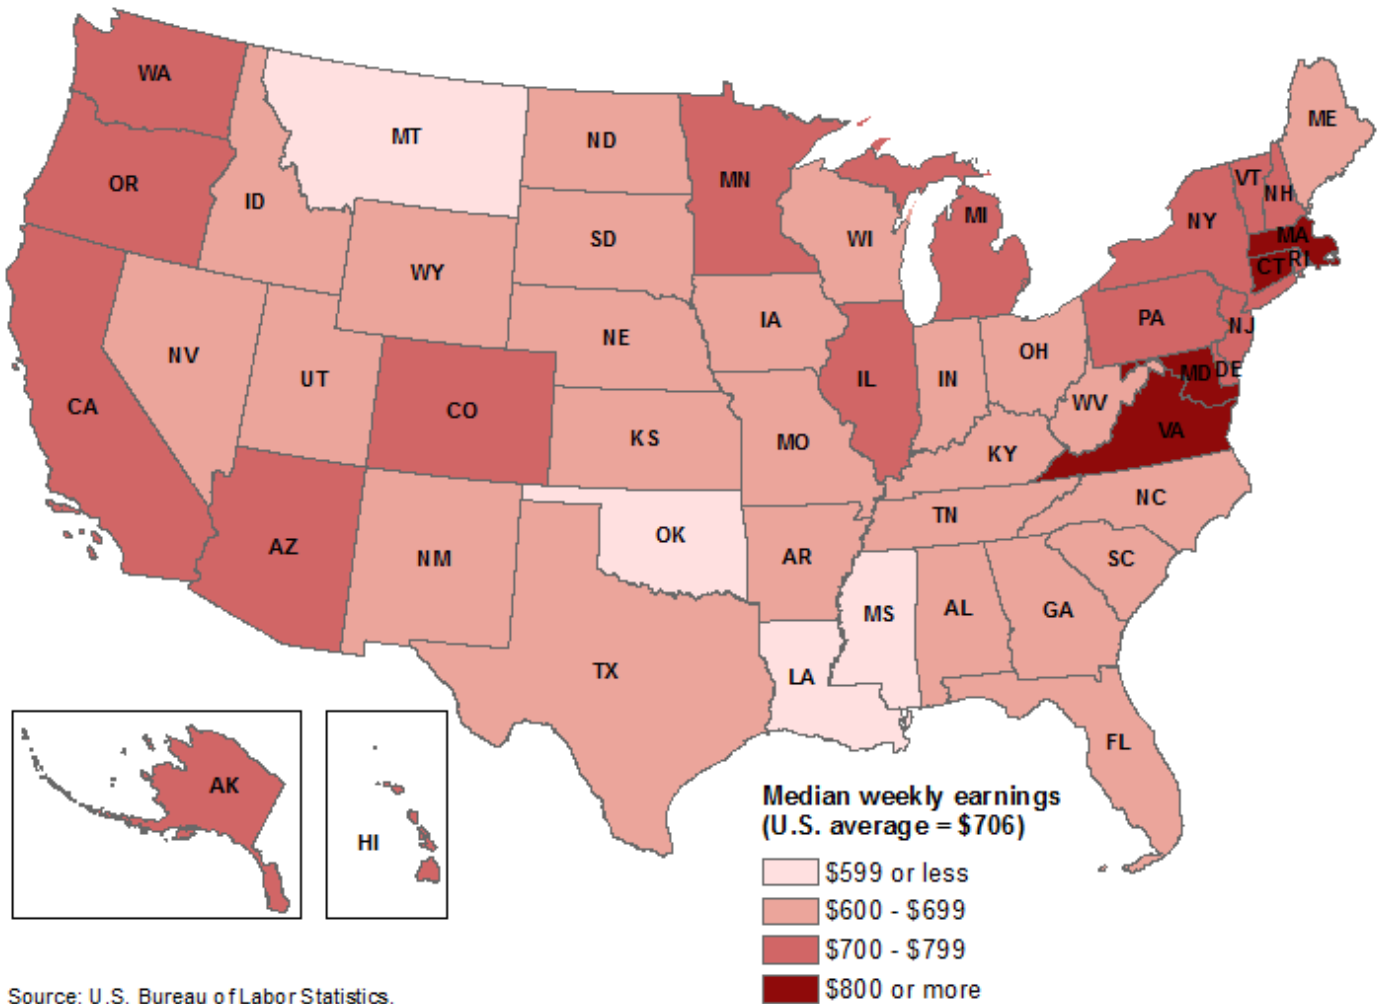 WA
MT
ND
ME
OR
ID
MN
VT
NH
MI
NY
SD
WI
MA
WY
CT
RI
IA
NE
PA
NJ
NV
UT
OH
IL
IN
MD
DE
CA
CO
WV
KS
MO
VA
KY
NC
TN
OK
AZ
NM
AR
SC
MS
AL
GA
TX
LA
FL
AK
HI
Median weekly earnings
(U.S. average = $706)
$599 or less
$600 - $699
$700 - $799
$800 or more
Source: U.S. Bureau of Labor Statistics.